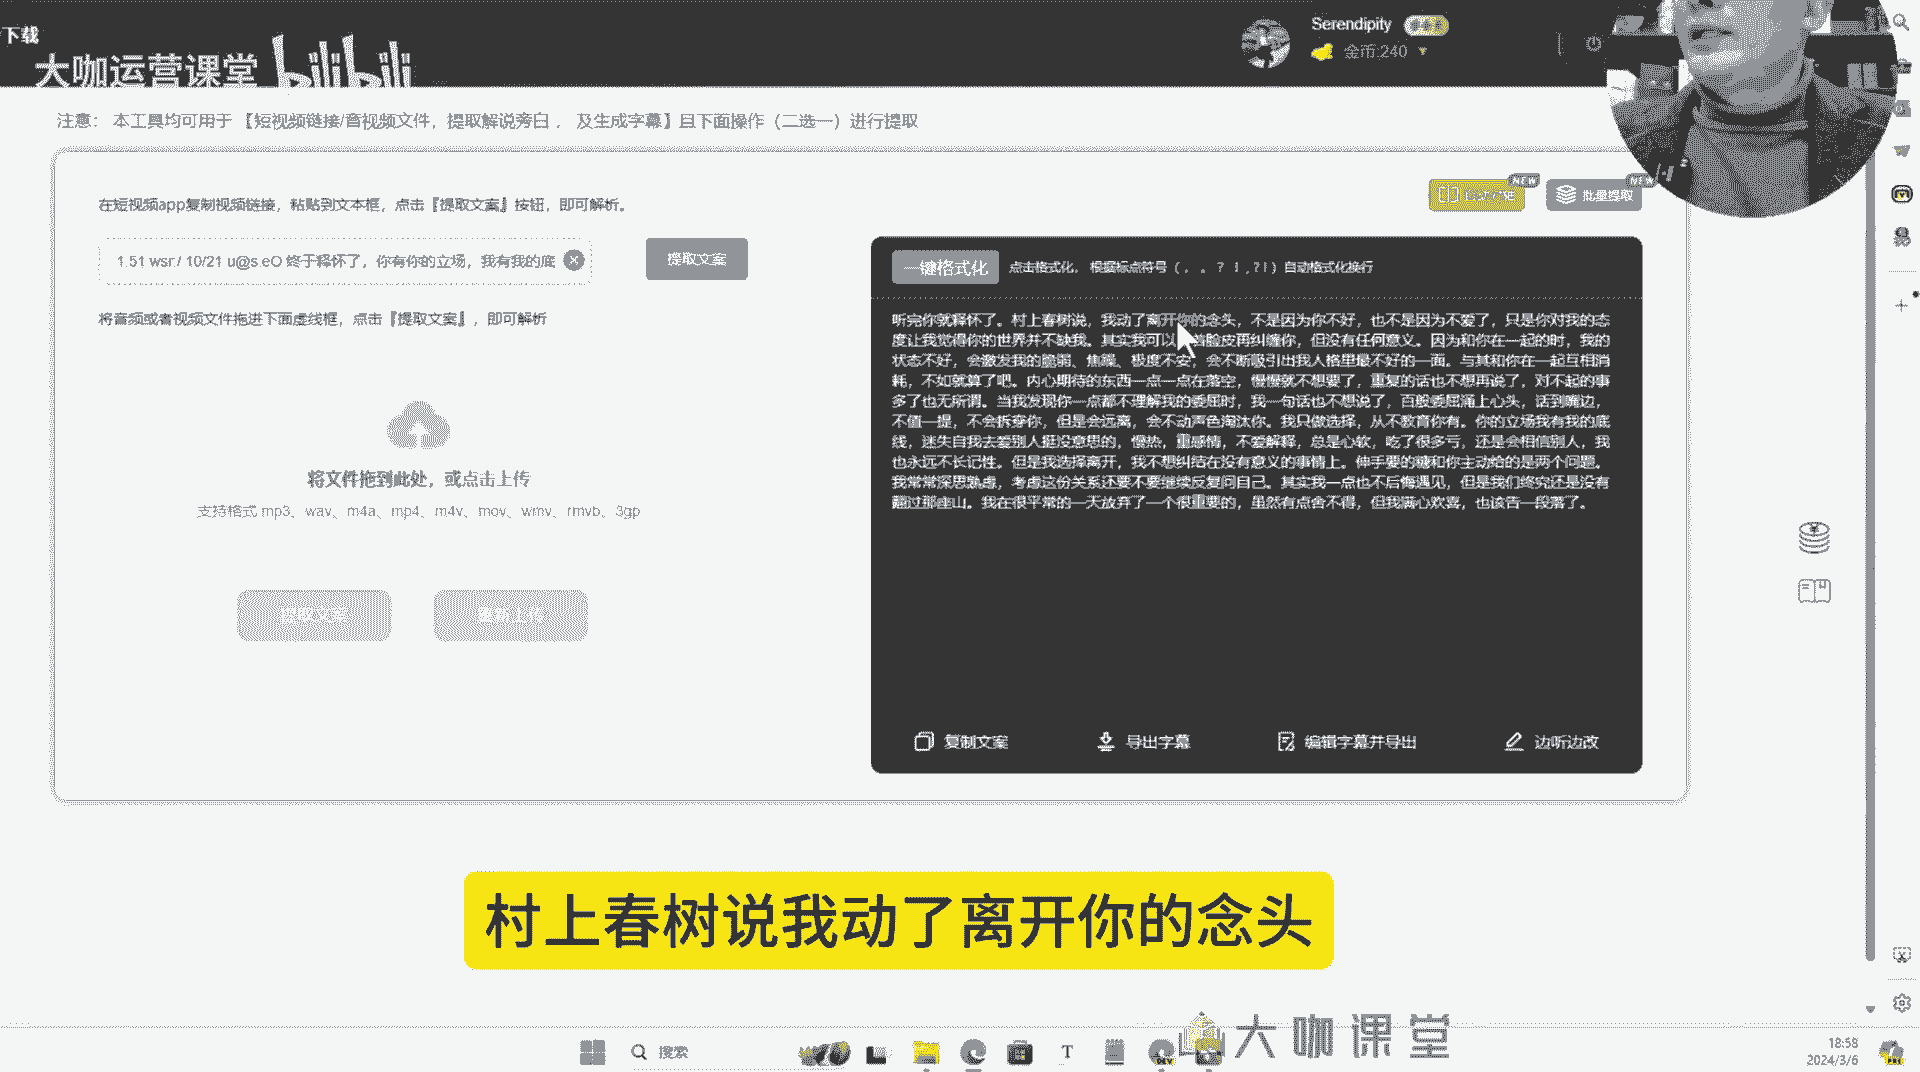 下载
大咖运营课堂 bilibili
Serendipity
金币:240
注意： 本工具均可用于 【短视频链接/音视频文件，提取解说旁白 ， 及生成字幕】且下面操作（二选一）进行提取
在短视频app复制视频链接，粘贴到文本框，点击『提取文案』按钮，即可解析。
NEW
NEW
批量提取
1.51 wsr:/ 10/21 u@s.eO 终于释怀了，你有你的立场，我有我的底
提取文案
一键格式化 点击格式化， 根据标点符号（ , 。 ? ! ,? ! ）自动格式化换行
将音频或者视频文件拖进下面虚线框，点击『提取文案』，即可解析
听完你就释怀了。村上春树说，我动了离开你的念头，不是因为你不好，也不是因为不爱了，只是你对我的态
度让我觉得你的世界并不缺我。其实我可以 着脸皮再纠缠你，但没有任何意义。因为和你在一起的时，我的
状态不好，会激发我的脆弱、焦躁、极度不安，会不断吸引出我人格里最不好的一面。与其和你在一起互相消
耗，不如就算了吧。内心期待的东西一点一点在落空，慢慢就不想要了，重复的话也不想再说了，对不起的事
多了也无所谓。当我发现你一点都不理解我的委屈时，我一句话也不想说了，百般委屈涌上心头，话到嘴边，
不值一提，不会拆穿你，但是会远离，会不动声色淘汰你。我只做选择，从不教育你有。你的立场我有我的底
线，迷失自我去爱别人挺没意思的，慢热，重感情，不爱解释，总是心软，吃了很多亏，还是会相信别人，我
也永远不长记性。但是我选择离开，我不想纠结在没有意义的事情上。伸手要的糖和你主动给的是两个问题。
我常常深思熟虑，考虑这份关系还要不要继续反复问自己。其实我一点也不后悔遇见，但是我们终究还是没有
翻过那座山。我在很平常的一天放弃了一个很重要的，虽然有点舍不得，但我满心欢喜，也该告一段落了。
将文件拖到此处，或点击上传
支持格式 mp3、wav、m4a、mp4、m4v、mov、wmv、rmvb、3gp
提取文案
重新上传
复制文案
导出字幕
编辑字幕并导出
边听边改
村上春树说我动了离开你的念头
大咖课堂
搜索
18:58
2024/3/6